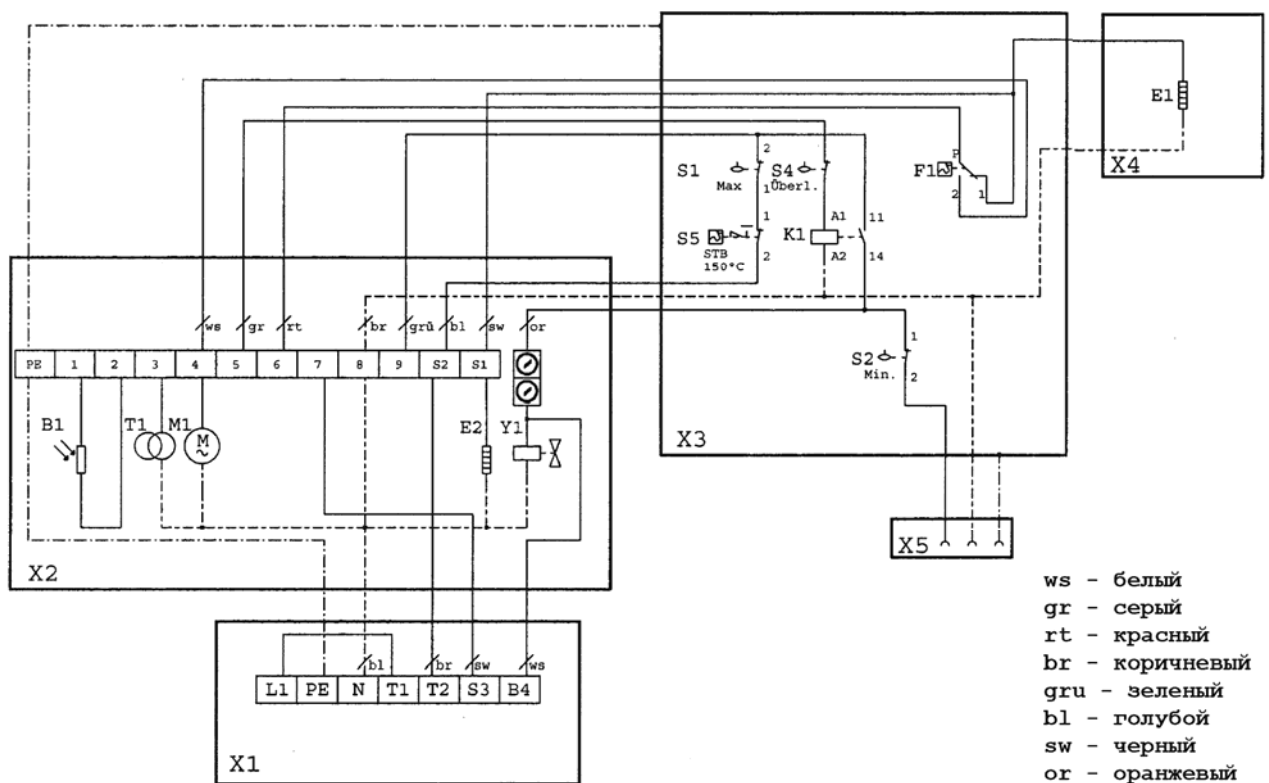 E1
X4
P
F1
2
1
2
S1
Max
1
S4
Überl.
1
S5
STB
150°C
2
A1
11
K1
A2
14
ws
gr
rt
br
grü
bl
sw
or
PE 1 2 3 4 5 6 7 8 9 S2 S1
1
S2
Min.
2
X3
B1
T1
M1
M
~
E2
Y1
X5
X2
bl
br
sw
ws
L1 PE N T1 T2 S3 B4
X1
ws - белый
gr - серый
rt - красный
br - коричневый
gru - зеленый
bl - голубой
sw - черный
or - оранжевый